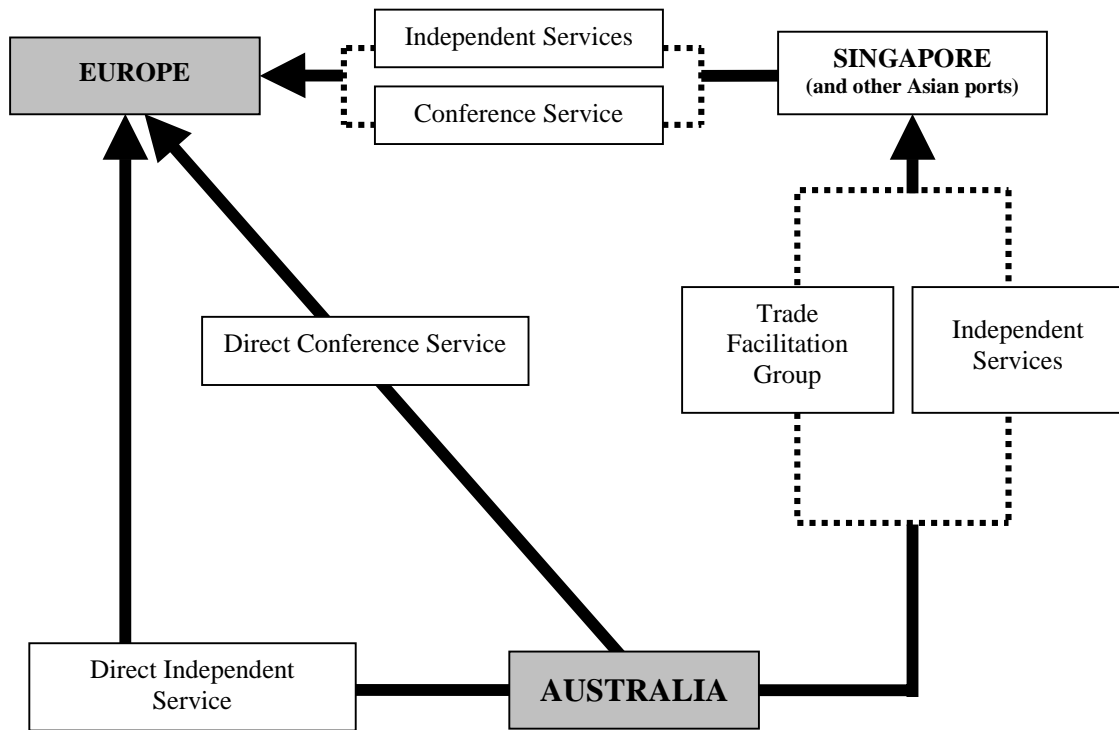 Independent Services
EUROPE
SINGAPORE
(and other Asian ports)
Conference Service
Trade
Facilitation
Group
Independent
Services
Direct Conference Service
Direct Independent
Service
AUSTRALIA